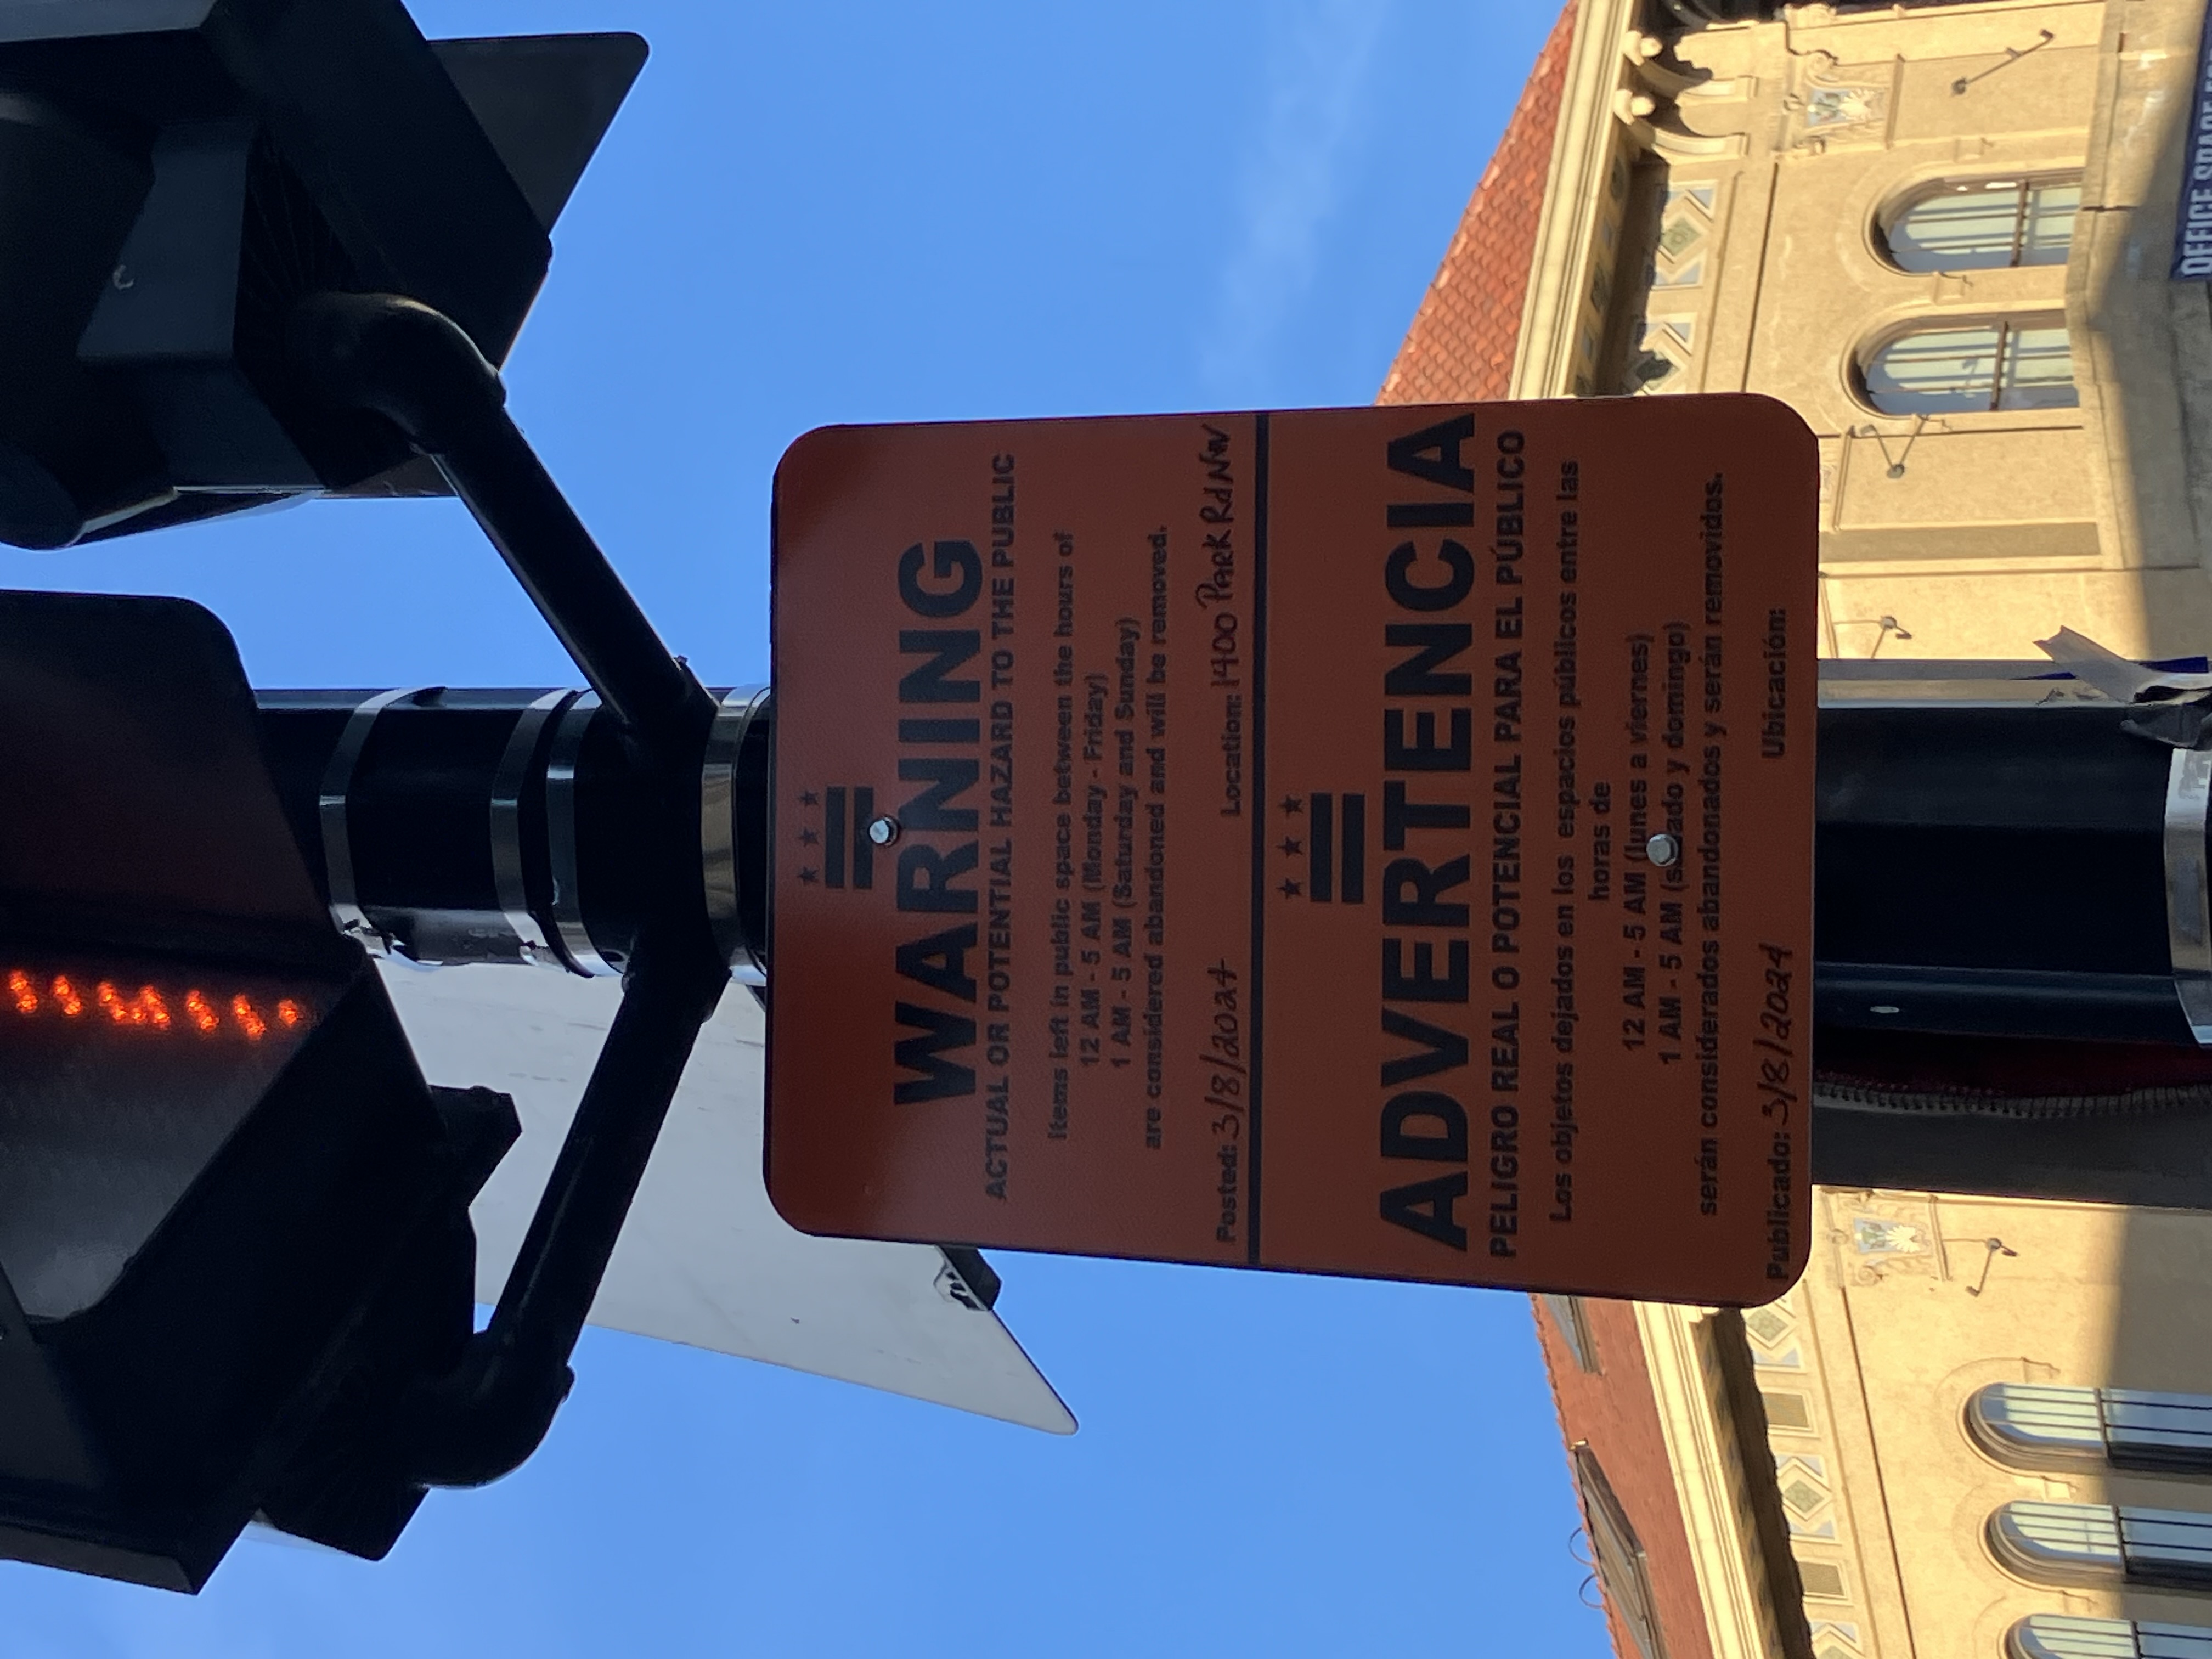 WARNING
ACTUAL OR POTENTIAL HAZARD TO THE PUBLIC
Items left in public space between the hours of
12 AM - 5 AM (Monday - Friday)
1 AM - 5 AM (Saturday and Sunday)
are considered abandoned and will be removed.
Posted: 3/8/2024 Location: 1400 Park Rd NW
ADVERTENCIA
PELIGRO REAL O POTENCIAL PARA EL PÚBLICO
Los objetos dejados en los espacios públicos entre las
horas de
12 AM - 5 AM (lunes a viernes)
1 AM - 5 AM (sábado y domingo)
serán considerados abandonados y serán removidos.
Publicado: 3/8/2024 Ubicación:
OFFICE SPACE